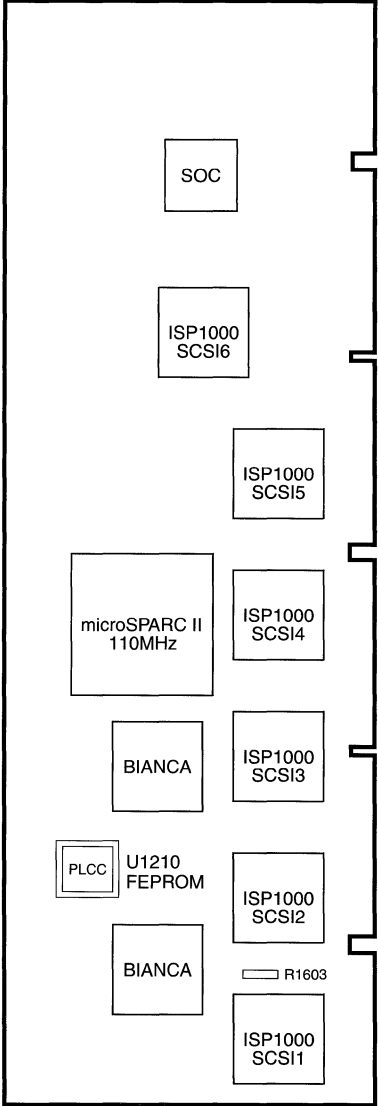 SOC
ISP1000
SCSI6
ISP1000
SCSI5
microSPARC II
110MHz
ISP1000
SCSI4
BIANCA
ISP1000
SCSI3
PLCC
U1210
FEPROM
ISP1000
SCSI2
BIANCA
R1603
ISP1000
SCSI1